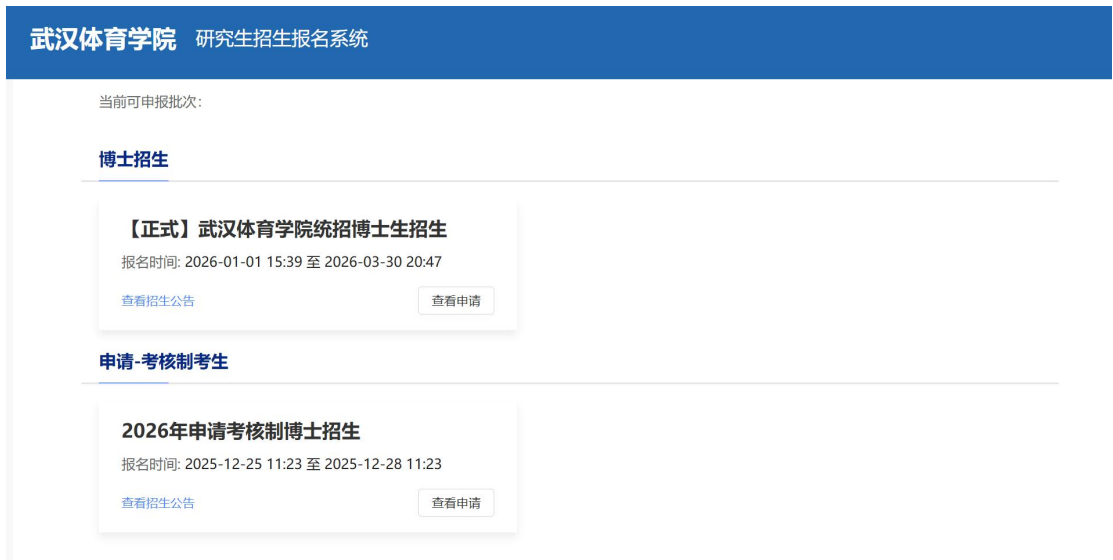 武汉体育学院 研究生招生报名系统
当前可申报批次:
博士招生
【正式】武汉体育学院统招博士生招生
报名时间: 2026-01-01 15:39 至 2026-03-30 20:47
查看招生公告 查看申请
申请-考核制考生
2026年申请考核制博士招生
报名时间: 2025-12-25 11:23 至 2025-12-28 11:23
查看招生公告 查看申请